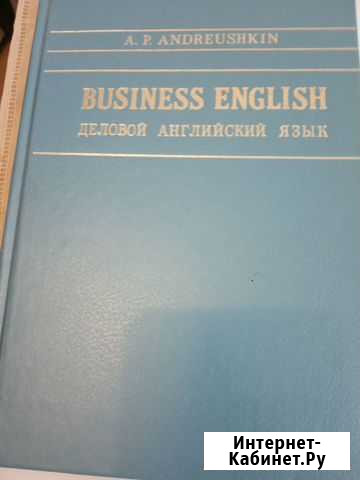 A. P. ANDREUSHKIN
BUSINESS ENGLISH
ДЕЛОВОЙ АНГЛИЙСКИЙ ЯЗЫК
Интернет-
Кабинет.Ру